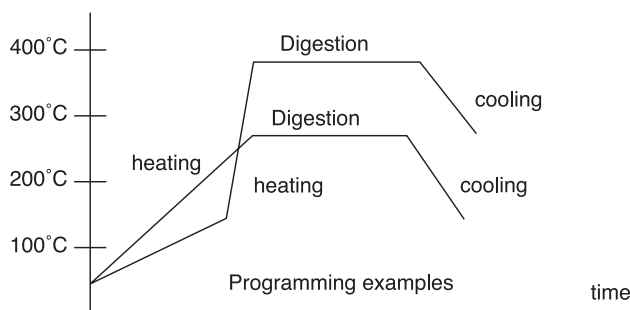 400°C
Digestion
cooling
300°C
Digestion
heating
200°C
heating
cooling
100°C
Programming examples
time